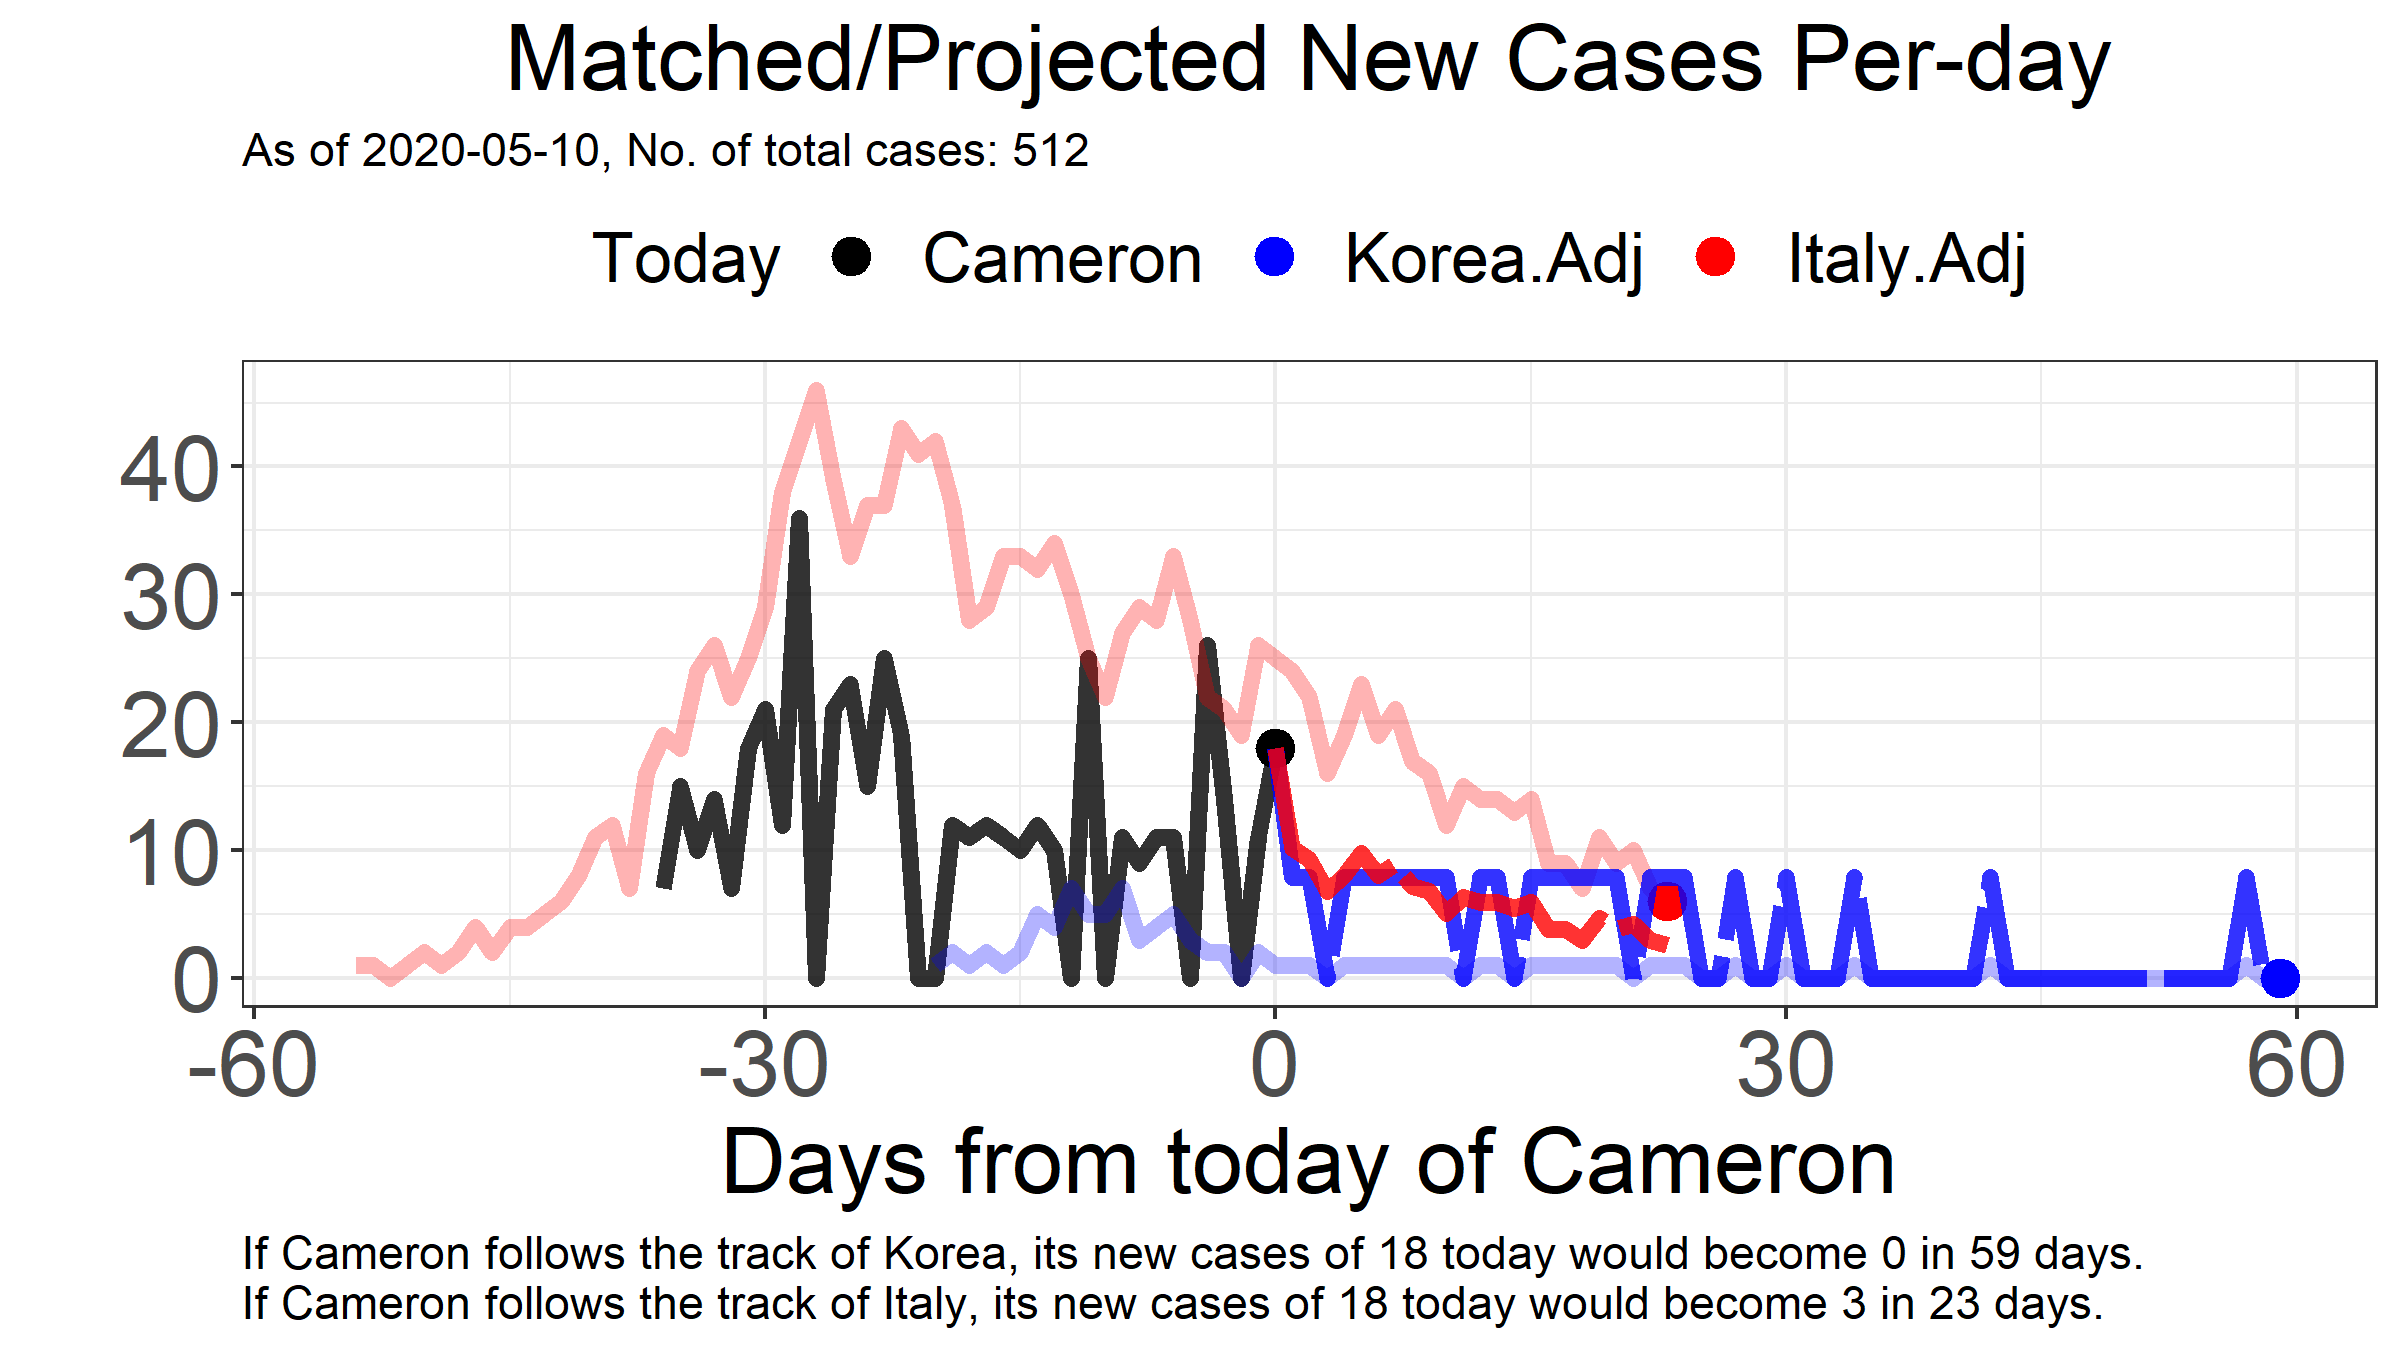 Matched/Projected New Cases Per-day
As of 2020-05-10, No. of total cases: 512
Today Cameron Korea.Adj Italy.Adj
40
30
20
10
0
-60 -30 0 30 60
Days from today of Cameron
If Cameron follows the track of Korea, its new cases of 18 today would become 0 in 59 days.
If Cameron follows the track of Italy, its new cases of 18 today would become 3 in 23 days.